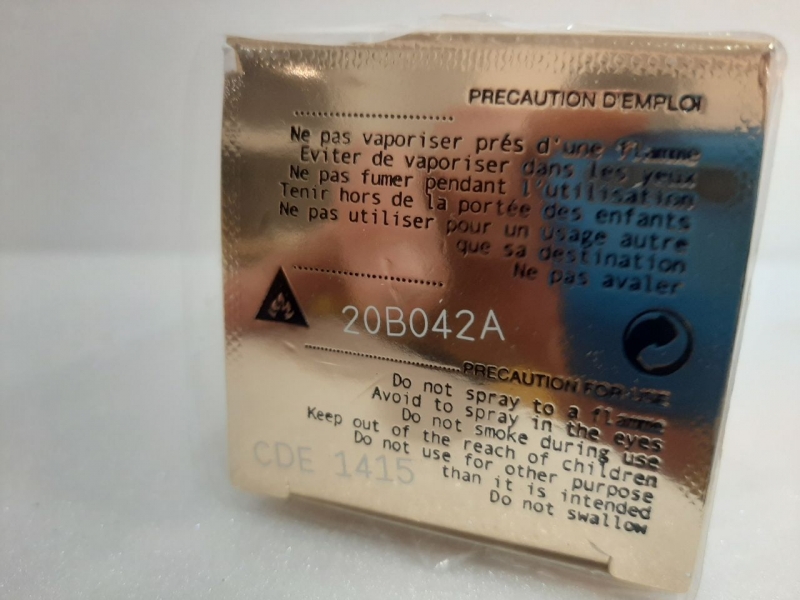 PRECAUTION D'EMPLOI
Ne pas vaporiser prés d'une flamme
Eviter de vaporiser dans les yeux
Ne pas fumer pendant l'utilisation
Tenir hors de la portée des enfants
Ne pas utiliser pour un usage autre
que sa destination
Ne pas avaler
20B042A
PRECAUTION FOR USE
Do not spray to a flamme
Avoid to spray in the eyes
Do not smoke during use
Keep out of the reach of children
Do not use for other purpose
than it is intended
Do not swallow
CDE 1415